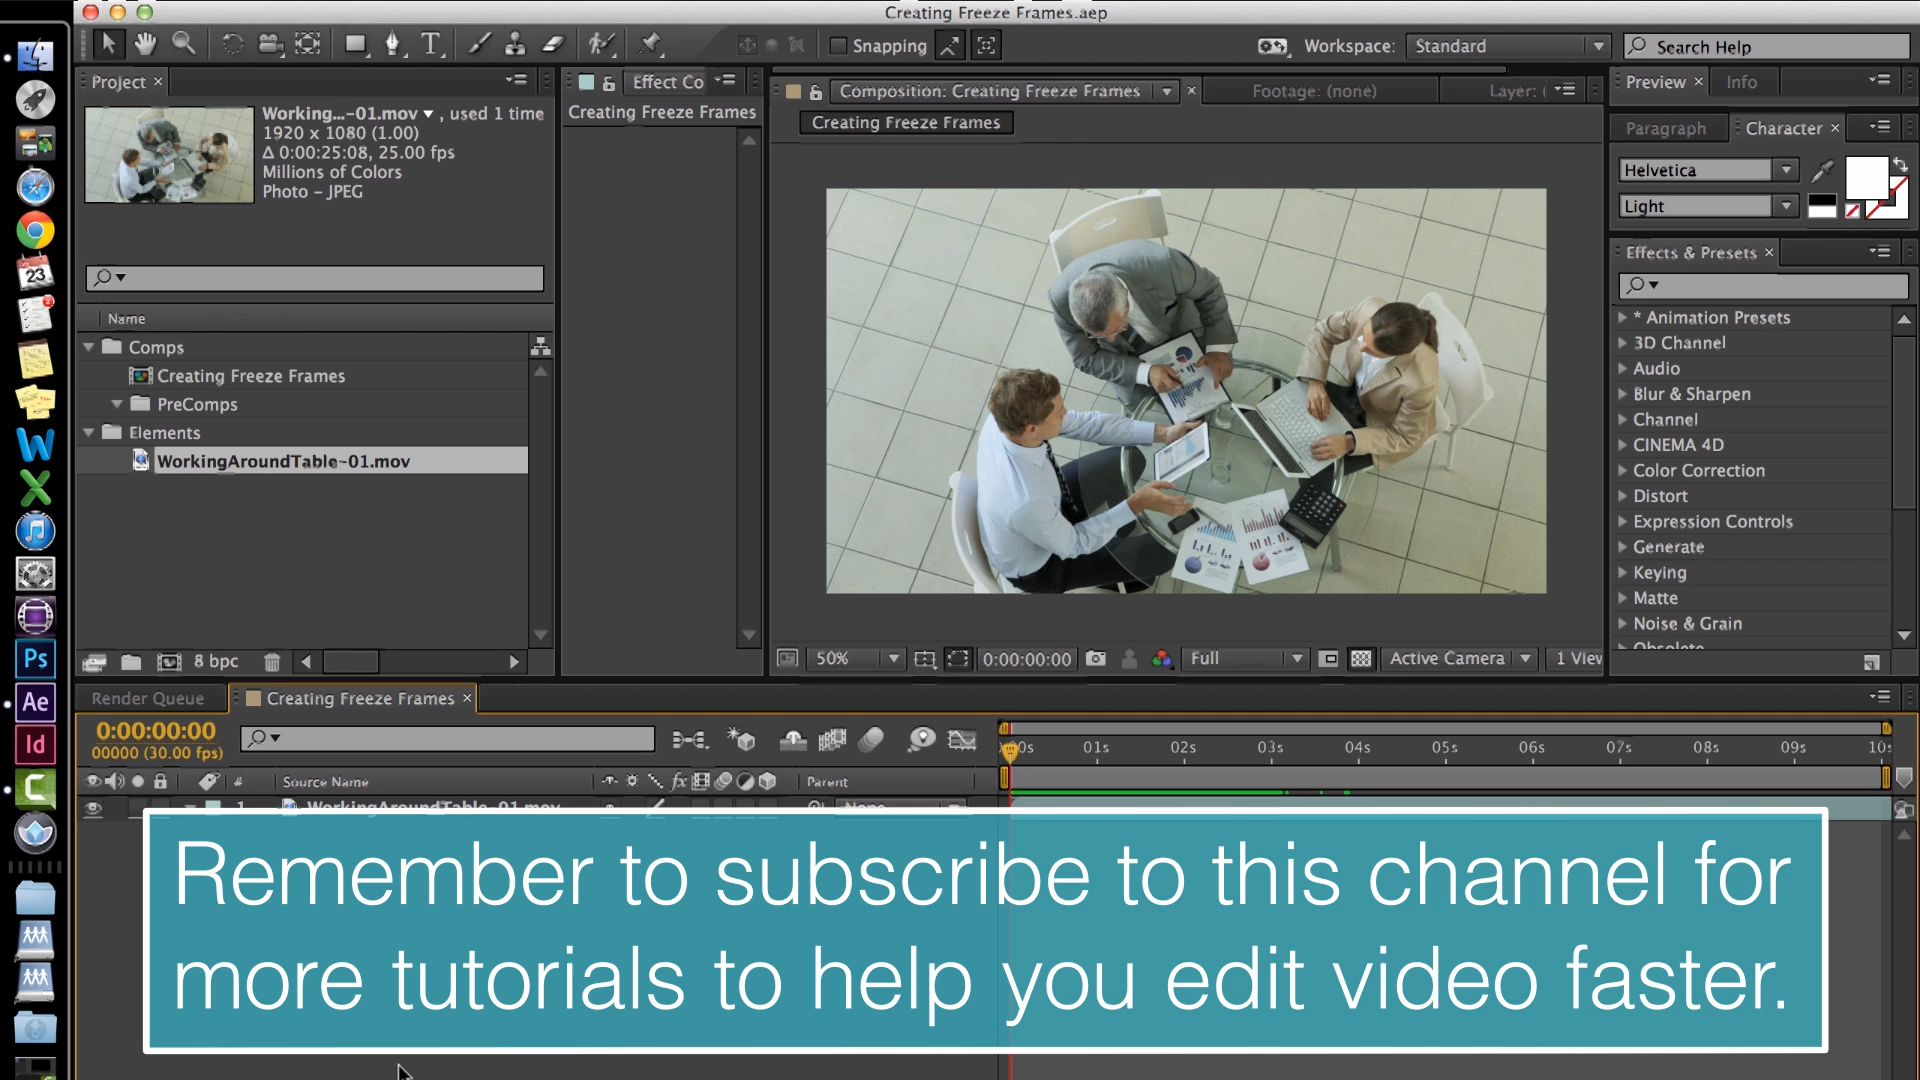 Creating Freeze Frames.aep
Snapping
Workspace: Standard
Search Help
Project ×
Working...-01.mov ▼ , used 1 time
1920 x 1080 (1.00)
Δ 0:00:25:08, 25.00 fps
Millions of Colors
Photo - JPEG
Name
Comps
Creating Freeze Frames
PreComps
Elements
WorkingAroundTable-01.mov
8 bpc
Effect Co
Creating Freeze Frames
Composition: Creating Freeze Frames
Footage: (none)
Layer: (
Creating Freeze Frames
50%
0:00:00:00
Full
Active Camera
1 View
Preview ×
Info
Paragraph
Character ×
Helvetica
Light
Effects & Presets ×
* Animation Presets
3D Channel
Audio
Blur & Sharpen
Channel
CINEMA 4D
Color Correction
Distort
Expression Controls
Generate
Keying
Matte
Noise & Grain
Obsolete
23
Ps
Ae
Id
Render Queue
Creating Freeze Frames ×
0:00:00:00
00000 (30.00 fps)
01s 02s 03s 04s 05s 06s 07s 08s 09s 10s
# Source Name
fx
Parent
1 WorkingAroundTable-01.mov
None
Remember to subscribe to this channel for
more tutorials to help you edit video faster.